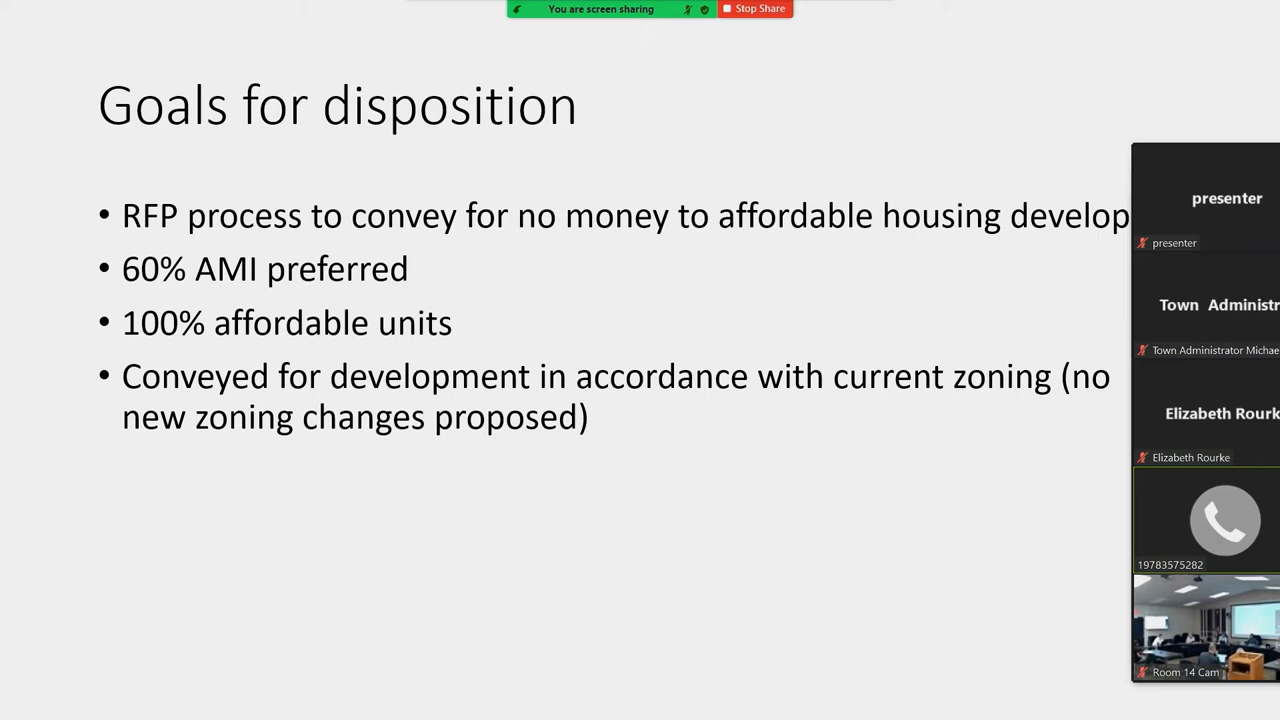 You are screen sharing
Stop Share
Goals for disposition
• RFP process to convey for no money to affordable housing develop
• 60% AMI preferred
• 100% affordable units
• Conveyed for development in accordance with current zoning (no
new zoning changes proposed)
presenter
presenter
Town Administr
Town Administrator Michae
Elizabeth Rourk
Elizabeth Rourke
19783575282
Room 14 Cam